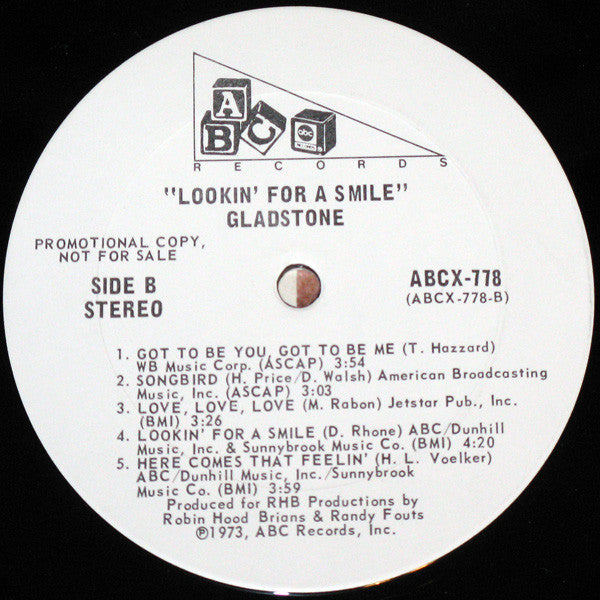 A
B C abc
RECORDS
"LOOKIN' FOR A SMILE"
GLADSTONE
PROMOTIONAL COPY,
NOT FOR SALE
SIDE B
STEREO
ABCX-778
(ABCX-778-B)
1. GOT TO BE YOU, GOT TO BE ME (T. Hazzard)
WB Music Corp. (ASCAP) 3:54
2. SONGBIRD (H. Price/D. Walsh) American Broadcasting
Music, Inc. (ASCAP) 3:03
3. LOVE, LOVE, LOVE (M. Rabon) Jetstar Pub., Inc.
(BMI) 3:26
4. LOOKIN' FOR A SMILE (D. Rhone) ABC/Dunhill
Music, Inc. & Sunnybrook Music Co. (BMI) 4:20
5. HERE COMES THAT FEELIN' (H. L. Voelker)
ABC/Dunhill Music, Inc./Sunnybrook
Music Co. (BMI) 3:59
Produced for RHB Productions by
Robin Hood Brians & Randy Fouts
℗1973, ABC Records, Inc.